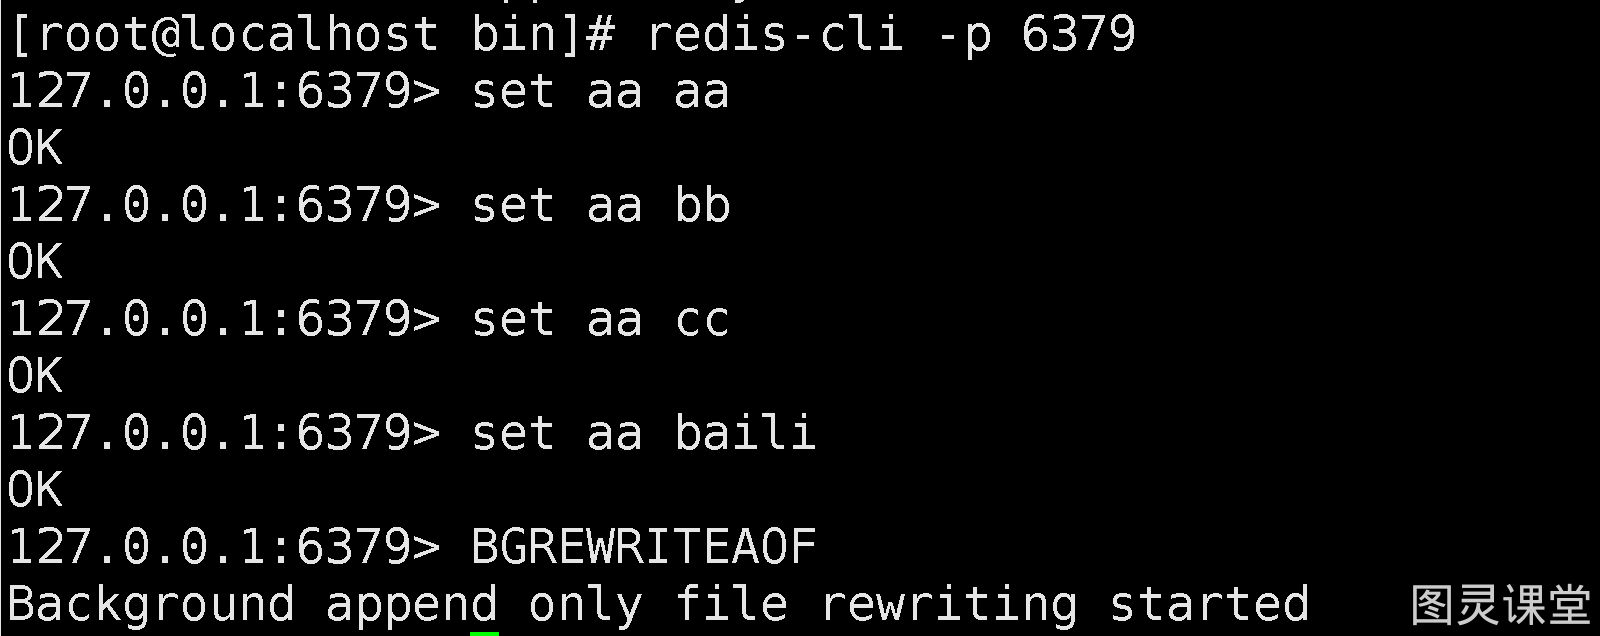 [root@localhost bin]# redis-cli -p 6379
127.0.0.1:6379> set aa aa
OK
127.0.0.1:6379> set aa bb
OK
127.0.0.1:6379> set aa cc
OK
127.0.0.1:6379> set aa baili
OK
127.0.0.1:6379> BGREWRITEAOF
Background append only file rewriting started
图灵课堂